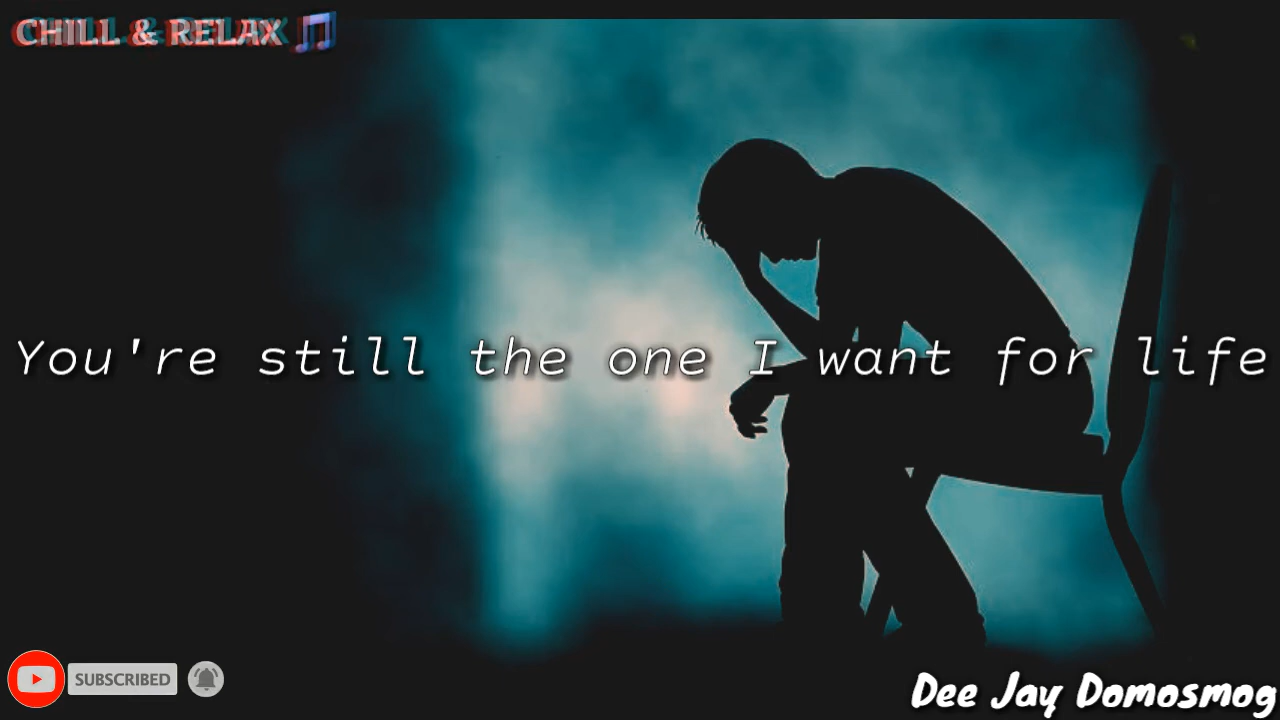 CHILL & RELAX 🎵
You're still the one I want for life
SUBSCRIBED
Dee Jay Domosmog